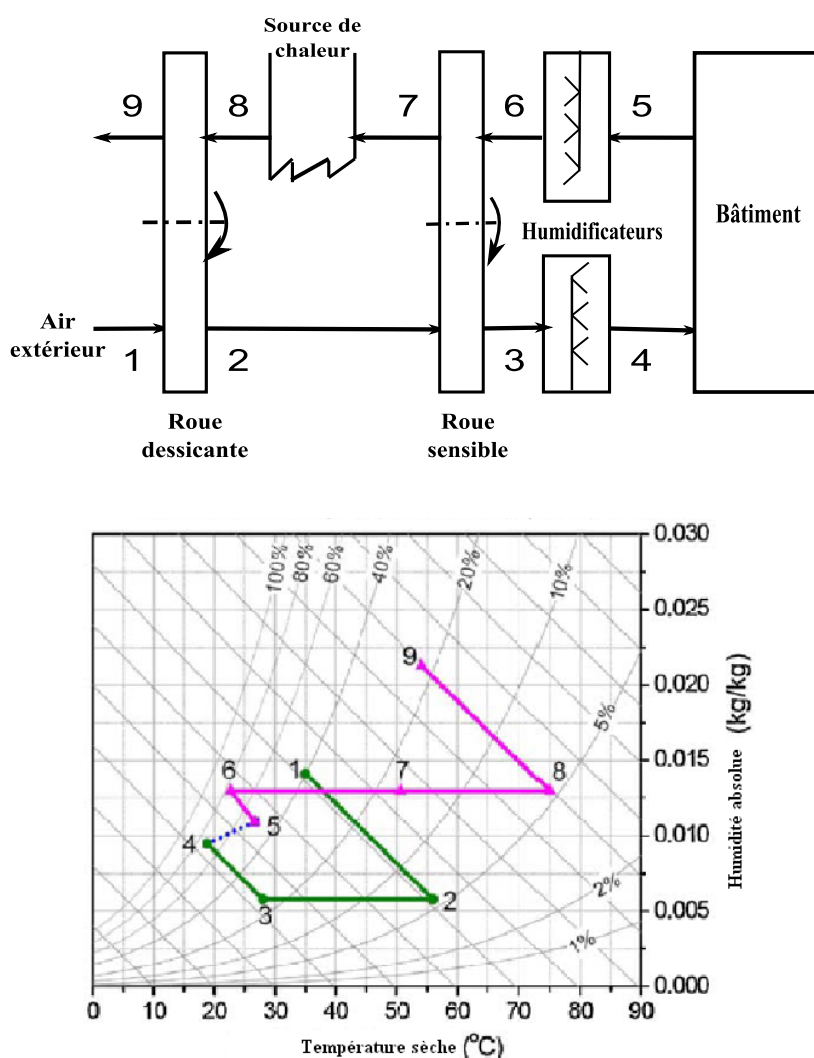 Source de
chaleur
9 8 7 6 5
Bâtiment
Humidificateurs
Air
extérieur
1 2 3 4
Roue
dessicante
Roue
sensible
100%
80%
60%
40%
20%
10%
5%
2%
1%
9
6 1 7 8
4 5
3 2
0.030
0.025
0.020
0.015
0.010
0.005
0.000
Humidité absolue (kg/kg)
0 10 20 30 40 50 60 70 80 90
Température sèche (°C)